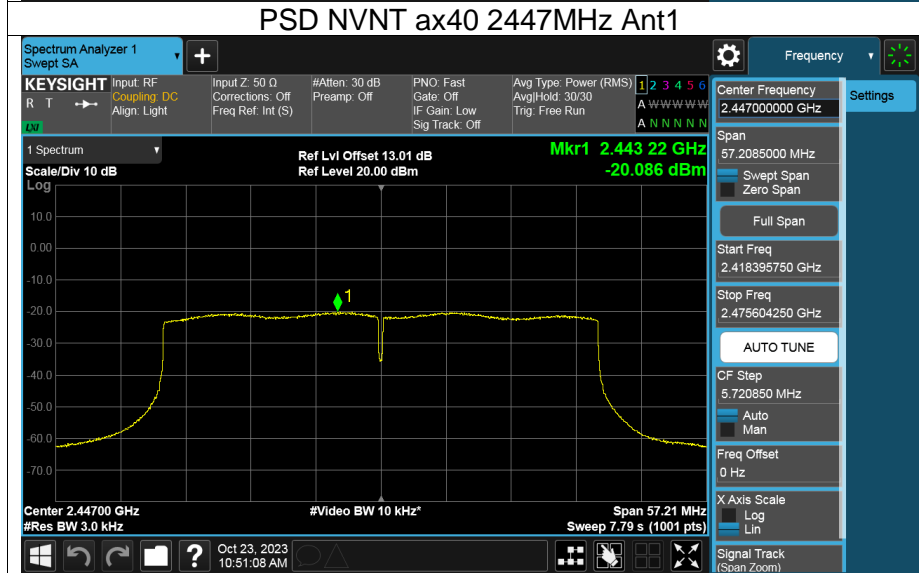 PSD NVNT ax40 2447MHz Ant1
Spectrum Analyzer 1
Swept SA
+
Frequency
KEYSIGHT
R T
LXI
Input: RF
Coupling: DC
Align: Light
Input Z: 50 Ω
Corrections: Off
Freq Ref: Int (S)
#Atten: 30 dB
Preamp: Off
PNO: Fast
Gate: Off
IF Gain: Low
Sig Track: Off
Avg Type: Power (RMS)
Avg|Hold: 30/30
Trig: Free Run
1 2 3 4 5 6
A W W W W W
A N N N N N
1 Spectrum
Scale/Div 10 dB
Ref Lvl Offset 13.01 dB
Ref Level 20.00 dBm
Mkr1 2.443 22 GHz
-20.086 dBm
Log
10.0
0.00
-10.0
-20.0
-30.0
-40.0
-50.0
-60.0
-70.0
1
Center 2.44700 GHz
#Res BW 3.0 kHz
#Video BW 10 kHz*
Span 57.21 MHz
Sweep 7.79 s (1001 pts)
?
Oct 23, 2023
10:51:08 AM
Center Frequency
2.447000000 GHz
Span
57.2085000 MHz
Swept Span
Zero Span
Full Span
Start Freq
2.418395750 GHz
Stop Freq
2.475604250 GHz
AUTO TUNE
CF Step
5.720850 MHz
Auto
Man
Freq Offset
0 Hz
X Axis Scale
Log
Lin
Signal Track
(Span Zoom)
Settings